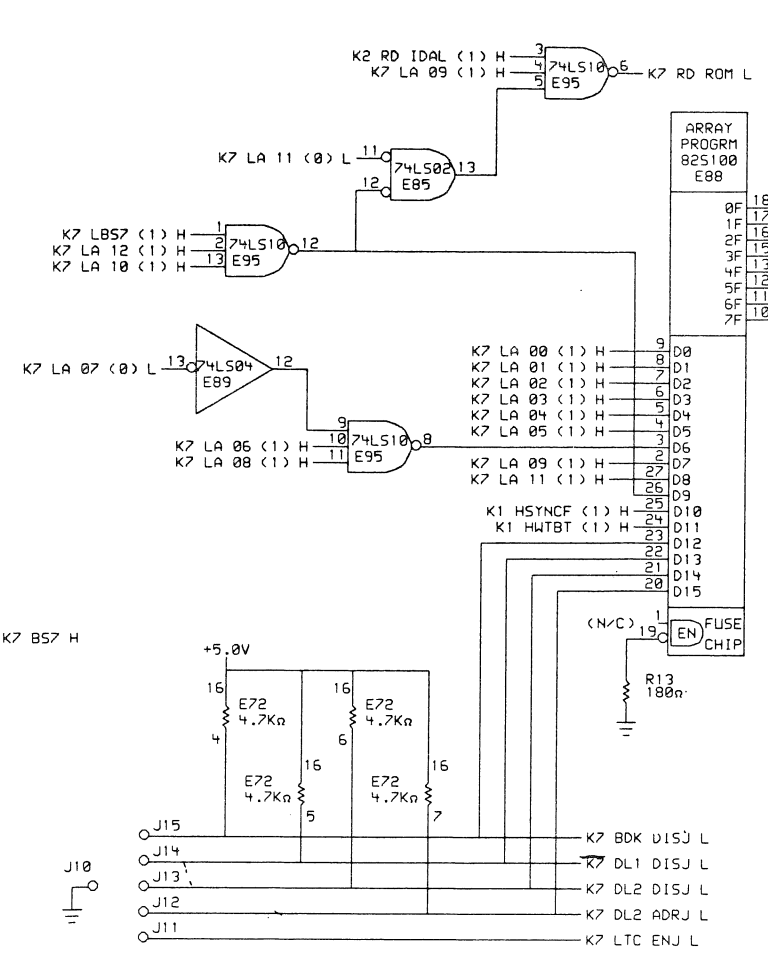 K2 RD IDAL (1) H 3
K7 LA 09 (1) H 4
5
74LS10
E95
6 K7 RD ROM L
K7 LA 11 (0) L 11
12
74LS02
E85
13
K7 LBS7 (1) H 1
K7 LA 12 (1) H 2
K7 LA 10 (1) H 13
74LS10
E95
12
ARRAY
PROGRM
82S100
E88
0F 18
1F 17
2F 16
3F 15
4F 13
5F 12
6F 11
7F 10
K7 LA 07 (0) L 13
74LS04
E89
12
9
K7 LA 06 (1) H 10
K7 LA 08 (1) H 11
74LS10
E95
8
K7 LA 00 (1) H 9 D0
K7 LA 01 (1) H 8 D1
K7 LA 02 (1) H 7 D2
K7 LA 03 (1) H 6 D3
K7 LA 04 (1) H 5 D4
K7 LA 05 (1) H 4 D5
3 D6
K7 LA 09 (1) H 2 D7
K7 LA 11 (1) H 27 D8
26 D9
K1 HSYNCF (1) H 25 D10
K1 HWTBT (1) H 24 D11
23 D12
22 D13
21 D14
20 D15
(N/C) 1 FUSE
19 EN CHIP
R13
180Ω
K7 BS7 H
+5.0V
16 E72 4.7KΩ 4
16 E72 4.7KΩ 5
16 E72 4.7KΩ 6
16 E72 4.7KΩ 7
J10
J15 K7 BDK DISJ L
J14 K7 DL1 DISJ L
J13 K7 DL2 DISJ L
J12 K7 DL2 ADRJ L
J11 K7 LTC ENJ L